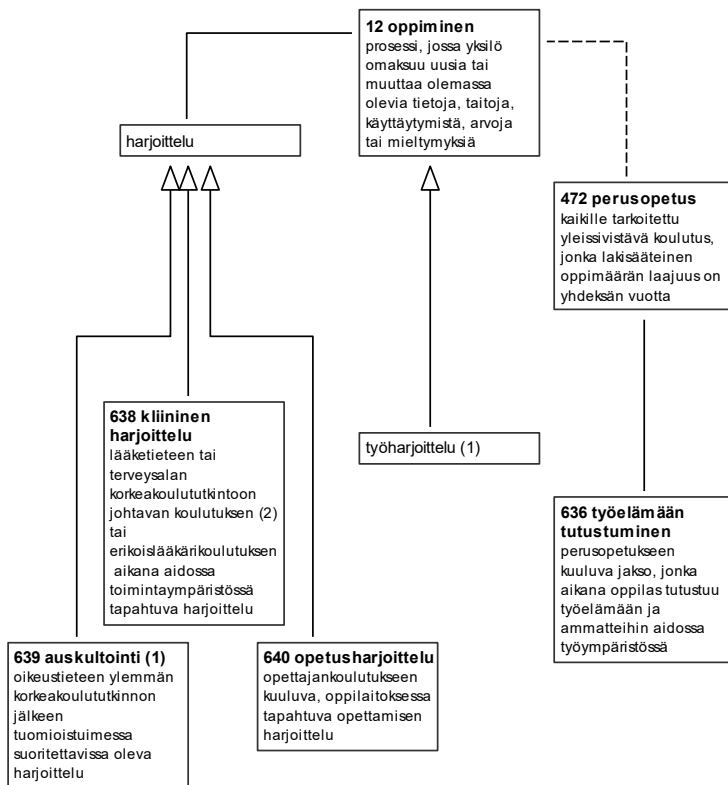 12 oppiminen
prosessi, jossa yksilö
omaksuu uusia tai
muuttaa olemassa
olevia tietoja, taitoja,
käyttäytymistä, arvoja
tai mieltymyksiä
harjoittelu
472 perusopetus
kaikille tarkoitettu
yleissivistävä koulutus,
jonka lakisääteinen
oppimäärän laajuus on
yhdeksän vuotta
638 kliininen
harjoittelu
lääketieteen tai
terveysalan
korkeakoulututkintoon
johtavan koulutuksen (2)
tai
erikoislääkärikoulutuksen
aikana aidossa
toimintaympäristössä
tapahtuva harjoittelu
työharjoittelu (1)
636 työelämään
tutustuminen
perusopetukseen
kuuluva jakso, jonka
aikana oppilas tutustuu
työelämään ja
ammatteihin aidossa
työympäristössä
639 auskultointi (1)
oikeustieteen ylemmän
korkeakoulututkinnon
jälkeen
tuomioistuimessa
suoritettavissa oleva
harjoittelu
640 opetusharjoittelu
opettajankoulutukseen
kuuluva, oppilaitoksessa
tapahtuva opettamisen
harjoittelu